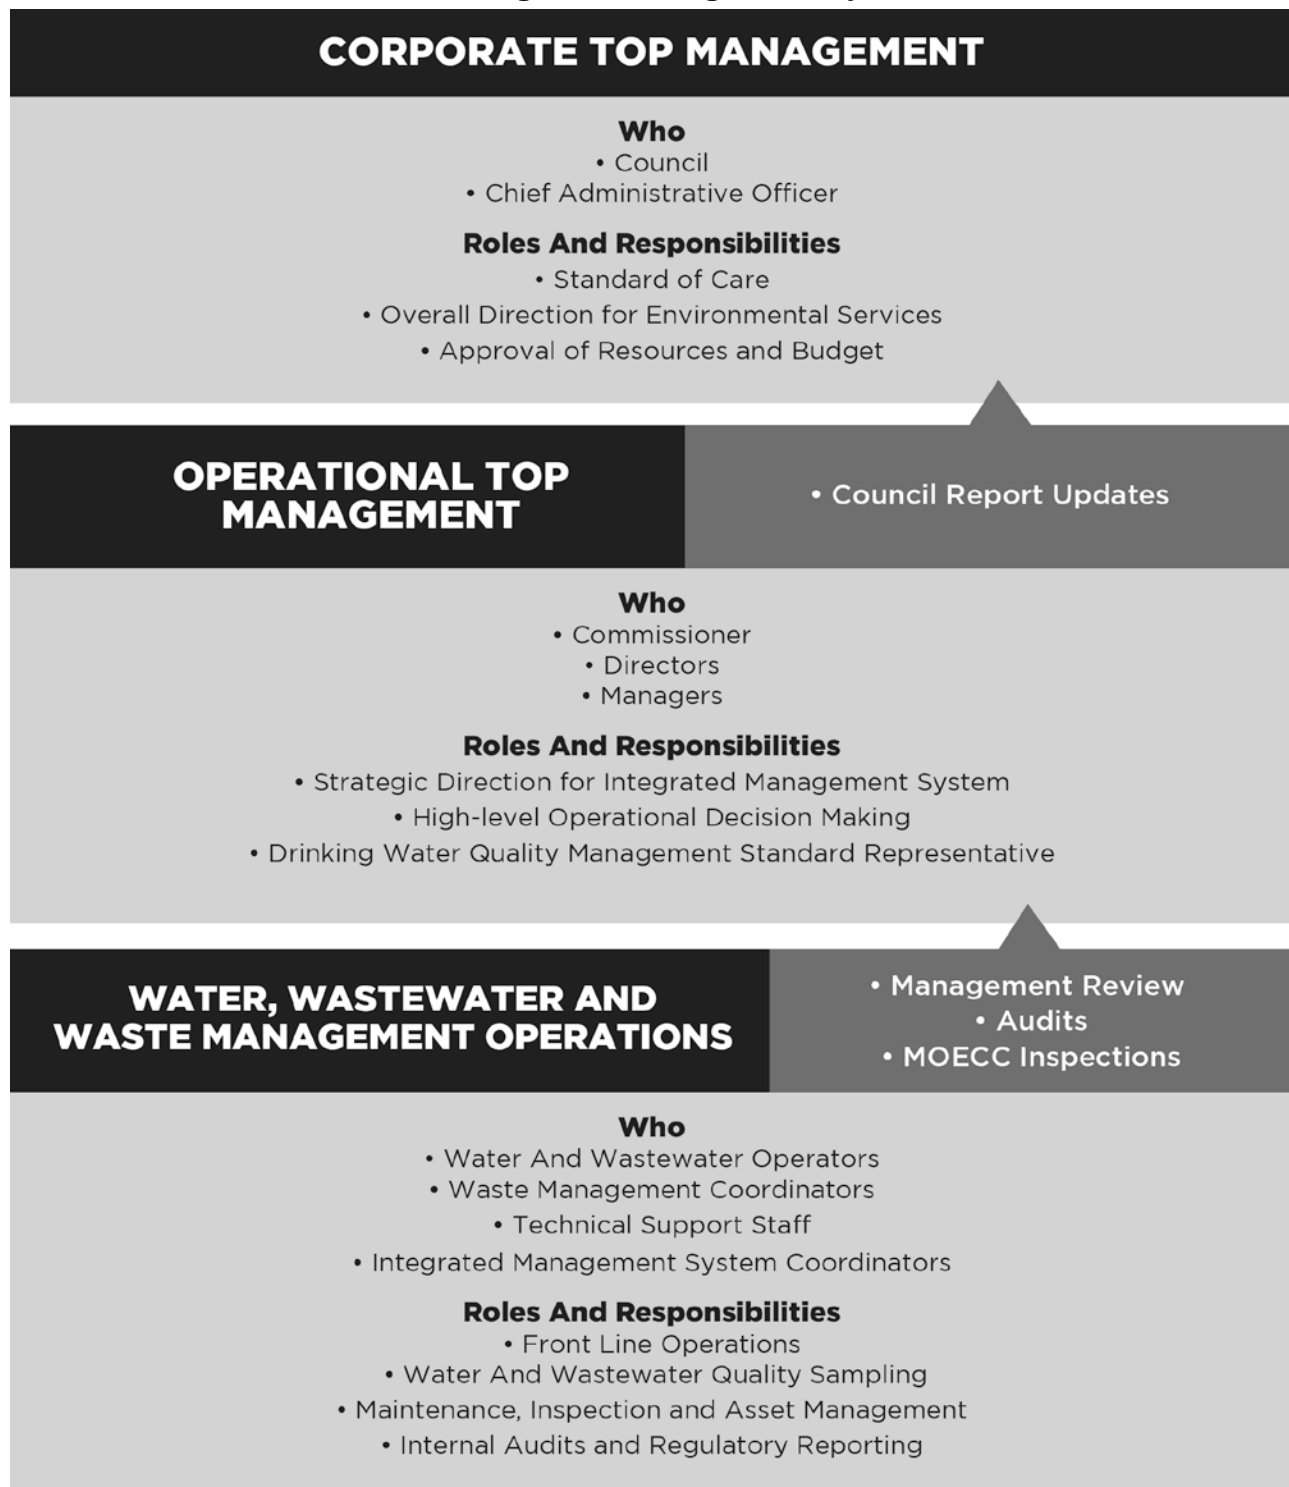 CORPORATE TOP MANAGEMENT
Who
• Council
• Chief Administrative Officer
Roles And Responsibilities
• Standard of Care
• Overall Direction for Environmental Services
• Approval of Resources and Budget
OPERATIONAL TOP
MANAGEMENT
• Council Report Updates
Who
• Commissioner
• Directors
• Managers
Roles And Responsibilities
• Strategic Direction for Integrated Management System
• High-level Operational Decision Making
• Drinking Water Quality Management Standard Representative
WATER, WASTEWATER AND
WASTE MANAGEMENT OPERATIONS
• Management Review
• Audits
• MOECC Inspections
Who
• Water And Wastewater Operators
• Waste Management Coordinators
• Technical Support Staff
• Integrated Management System Coordinators
Roles And Responsibilities
• Front Line Operations
• Water And Wastewater Quality Sampling
• Maintenance, Inspection and Asset Management
• Internal Audits and Regulatory Reporting